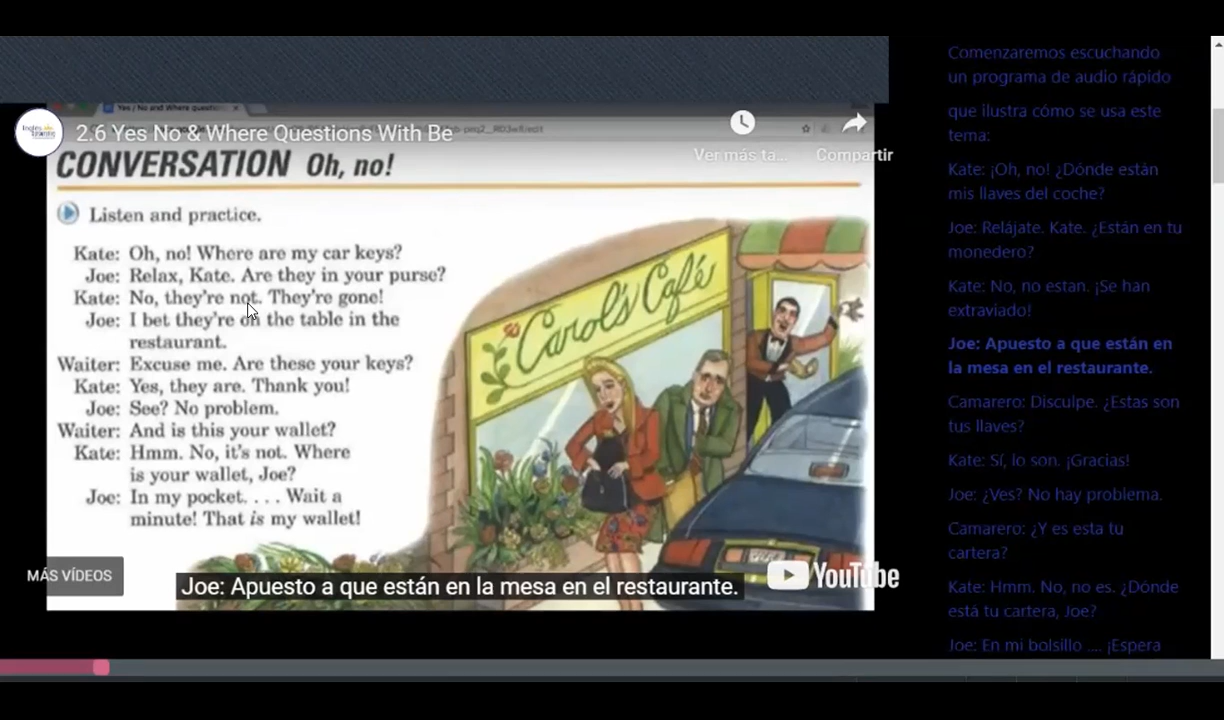 2.6 Yes No & Where Questions With Be
Ver más ta...
Compartir
CONVERSATION Oh, no!
Listen and practice.
Kate: Oh, no! Where are my car keys?
Joe: Relax, Kate. Are they in your purse?
Kate: No, they're not. They're gone!
Joe: I bet they're on the table in the
restaurant.
Waiter: Excuse me. Are these your keys?
Kate: Yes, they are. Thank you!
Joe: See? No problem.
Waiter: And is this your wallet?
Kate: Hmm. No, it's not. Where
is your wallet, Joe?
Joe: In my pocket. . . . Wait a
minute! That is my wallet!
Carol's Café
MÁS VÍDEOS
Joe: Apuesto a que están en la mesa en el restaurante.
YouTube
Comenzaremos escuchando
un programa de audio rápido
que ilustra cómo se usa este
tema:
Kate: ¡Oh, no! ¿Dónde están
mis llaves del coche?
Joe: Relájate. Kate. ¿Están en tu
monedero?
Kate: No, no estan. ¡Se han
extraviado!
Joe: Apuesto a que están en
la mesa en el restaurante.
Camarero: Disculpe. ¿Estas son
tus llaves?
Kate: Sí, lo son. ¡Gracias!
Joe: ¿Ves? No hay problema.
Camarero: ¿Y es esta tu
cartera?
Kate: Hmm. No, no es. ¿Dónde
está tu cartera, Joe?
Joe: En mi bolsillo .... ¡Espera